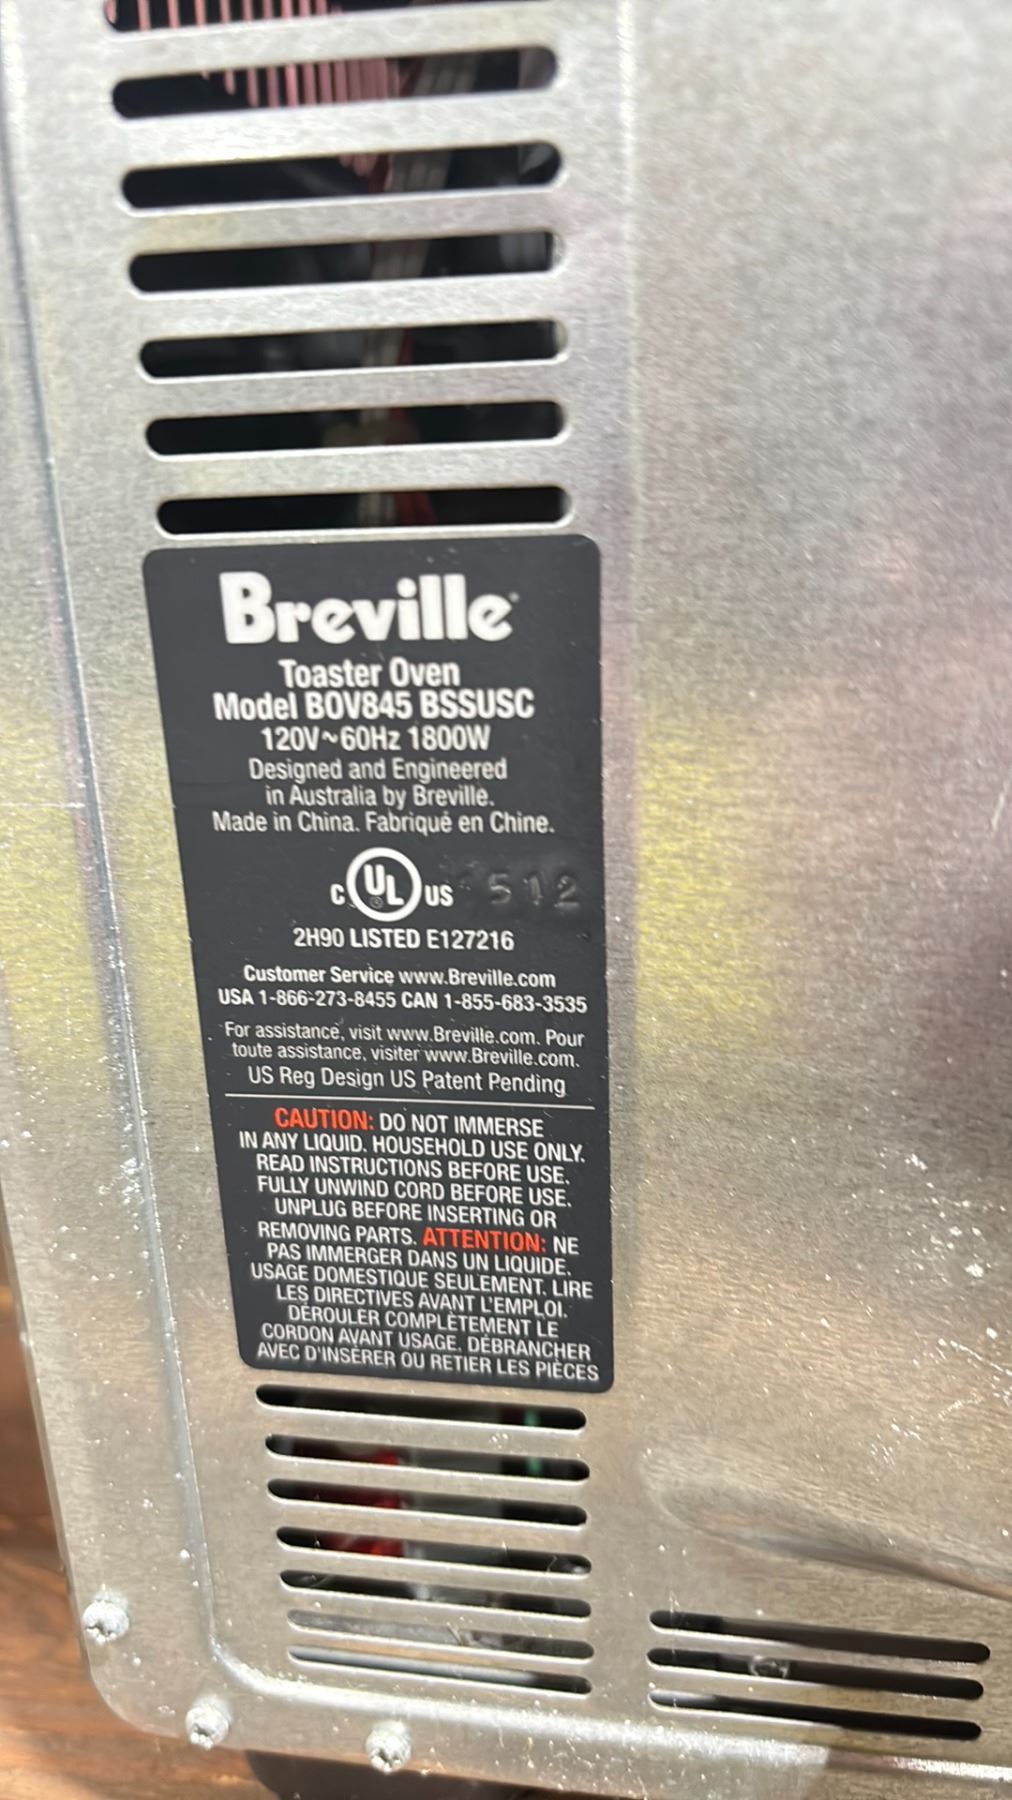 Breville
Toaster Oven
Model BOV845 BSSUSC
120V~60Hz 1800W
Designed and Engineered
in Australia by Breville.
Made in China. Fabriqué en Chine.
C UL US 1512
2H90 LISTED E127216
Customer Service www.Breville.com
USA 1-866-273-8455 CAN 1-855-683-3535
For assistance, visit www.Breville.com. Pour
toute assistance, visiter www.Breville.com.
US Reg Design US Patent Pending
CAUTION: DO NOT IMMERSE
IN ANY LIQUID. HOUSEHOLD USE ONLY.
READ INSTRUCTIONS BEFORE USE.
FULLY UNWIND CORD BEFORE USE.
UNPLUG BEFORE INSERTING OR
REMOVING PARTS. ATTENTION: NE
PAS IMMERGER DANS UN LIQUIDE.
USAGE DOMESTIQUE SEULEMENT. LIRE
LES DIRECTIVES AVANT L'EMPLOI.
DÉROULER COMPLÈTEMENT LE
CORDON AVANT USAGE. DÉBRANCHER
AVEC D'INSÉRER OU RETIER LES PIÈCES